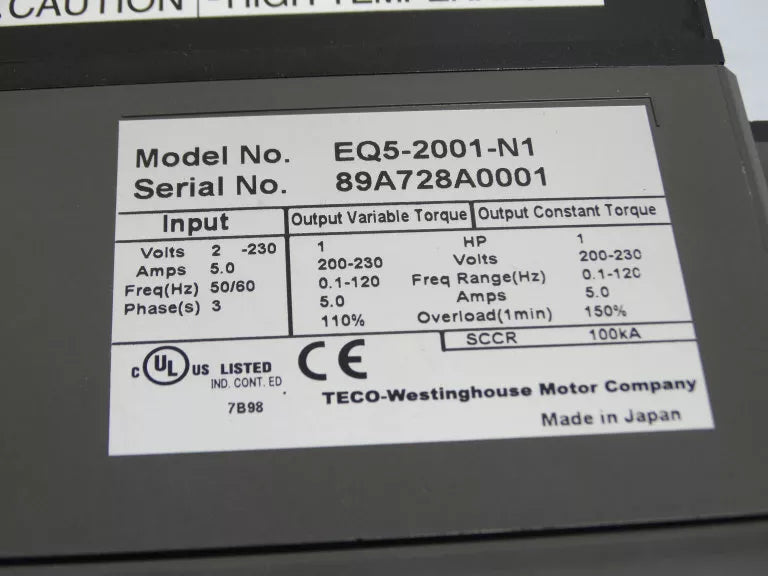 CAUTION
Model No. EQ5-2001-N1
Serial No. 89A728A0001
Input Output Variable Torque Output Constant Torque
Volts 2 -230 1 HP 1
Amps 5.0 200-230 Volts 200-230
Freq(Hz) 50/60 0.1-120 Freq Range(Hz) 0.1-120
Phase(s) 3 5.0 Amps 5.0
110% Overload(1min) 150%
SCCR 100kA
C UL US LISTED CE
IND. CONT. ED
7B98
TECO-Westinghouse Motor Company
Made in Japan